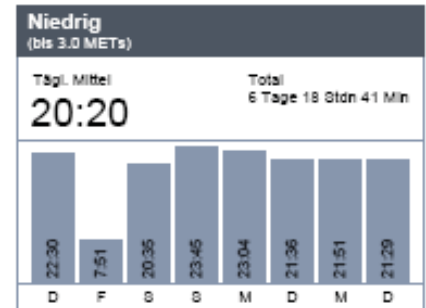 Niedrig
(bis 3.0 METs)
Tägl. Mittel
20:20
Total
6 Tage 18 Stdn 41 Min
22:30
7:51
20:35
23:45
23:04
21:36
21:51
21:29
D F S S M D M D